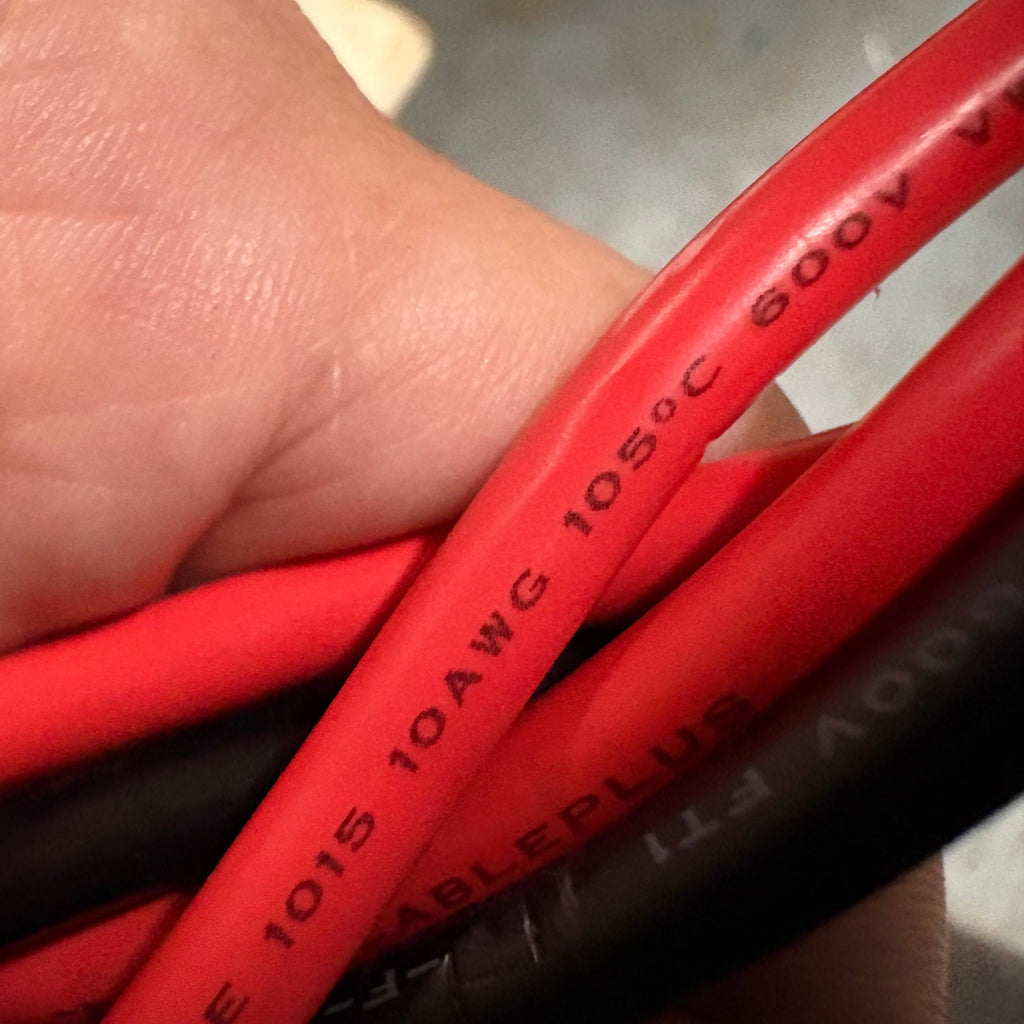 E 1015 10AWG 105°C 600V V
ABLEPLUS
600V FT1